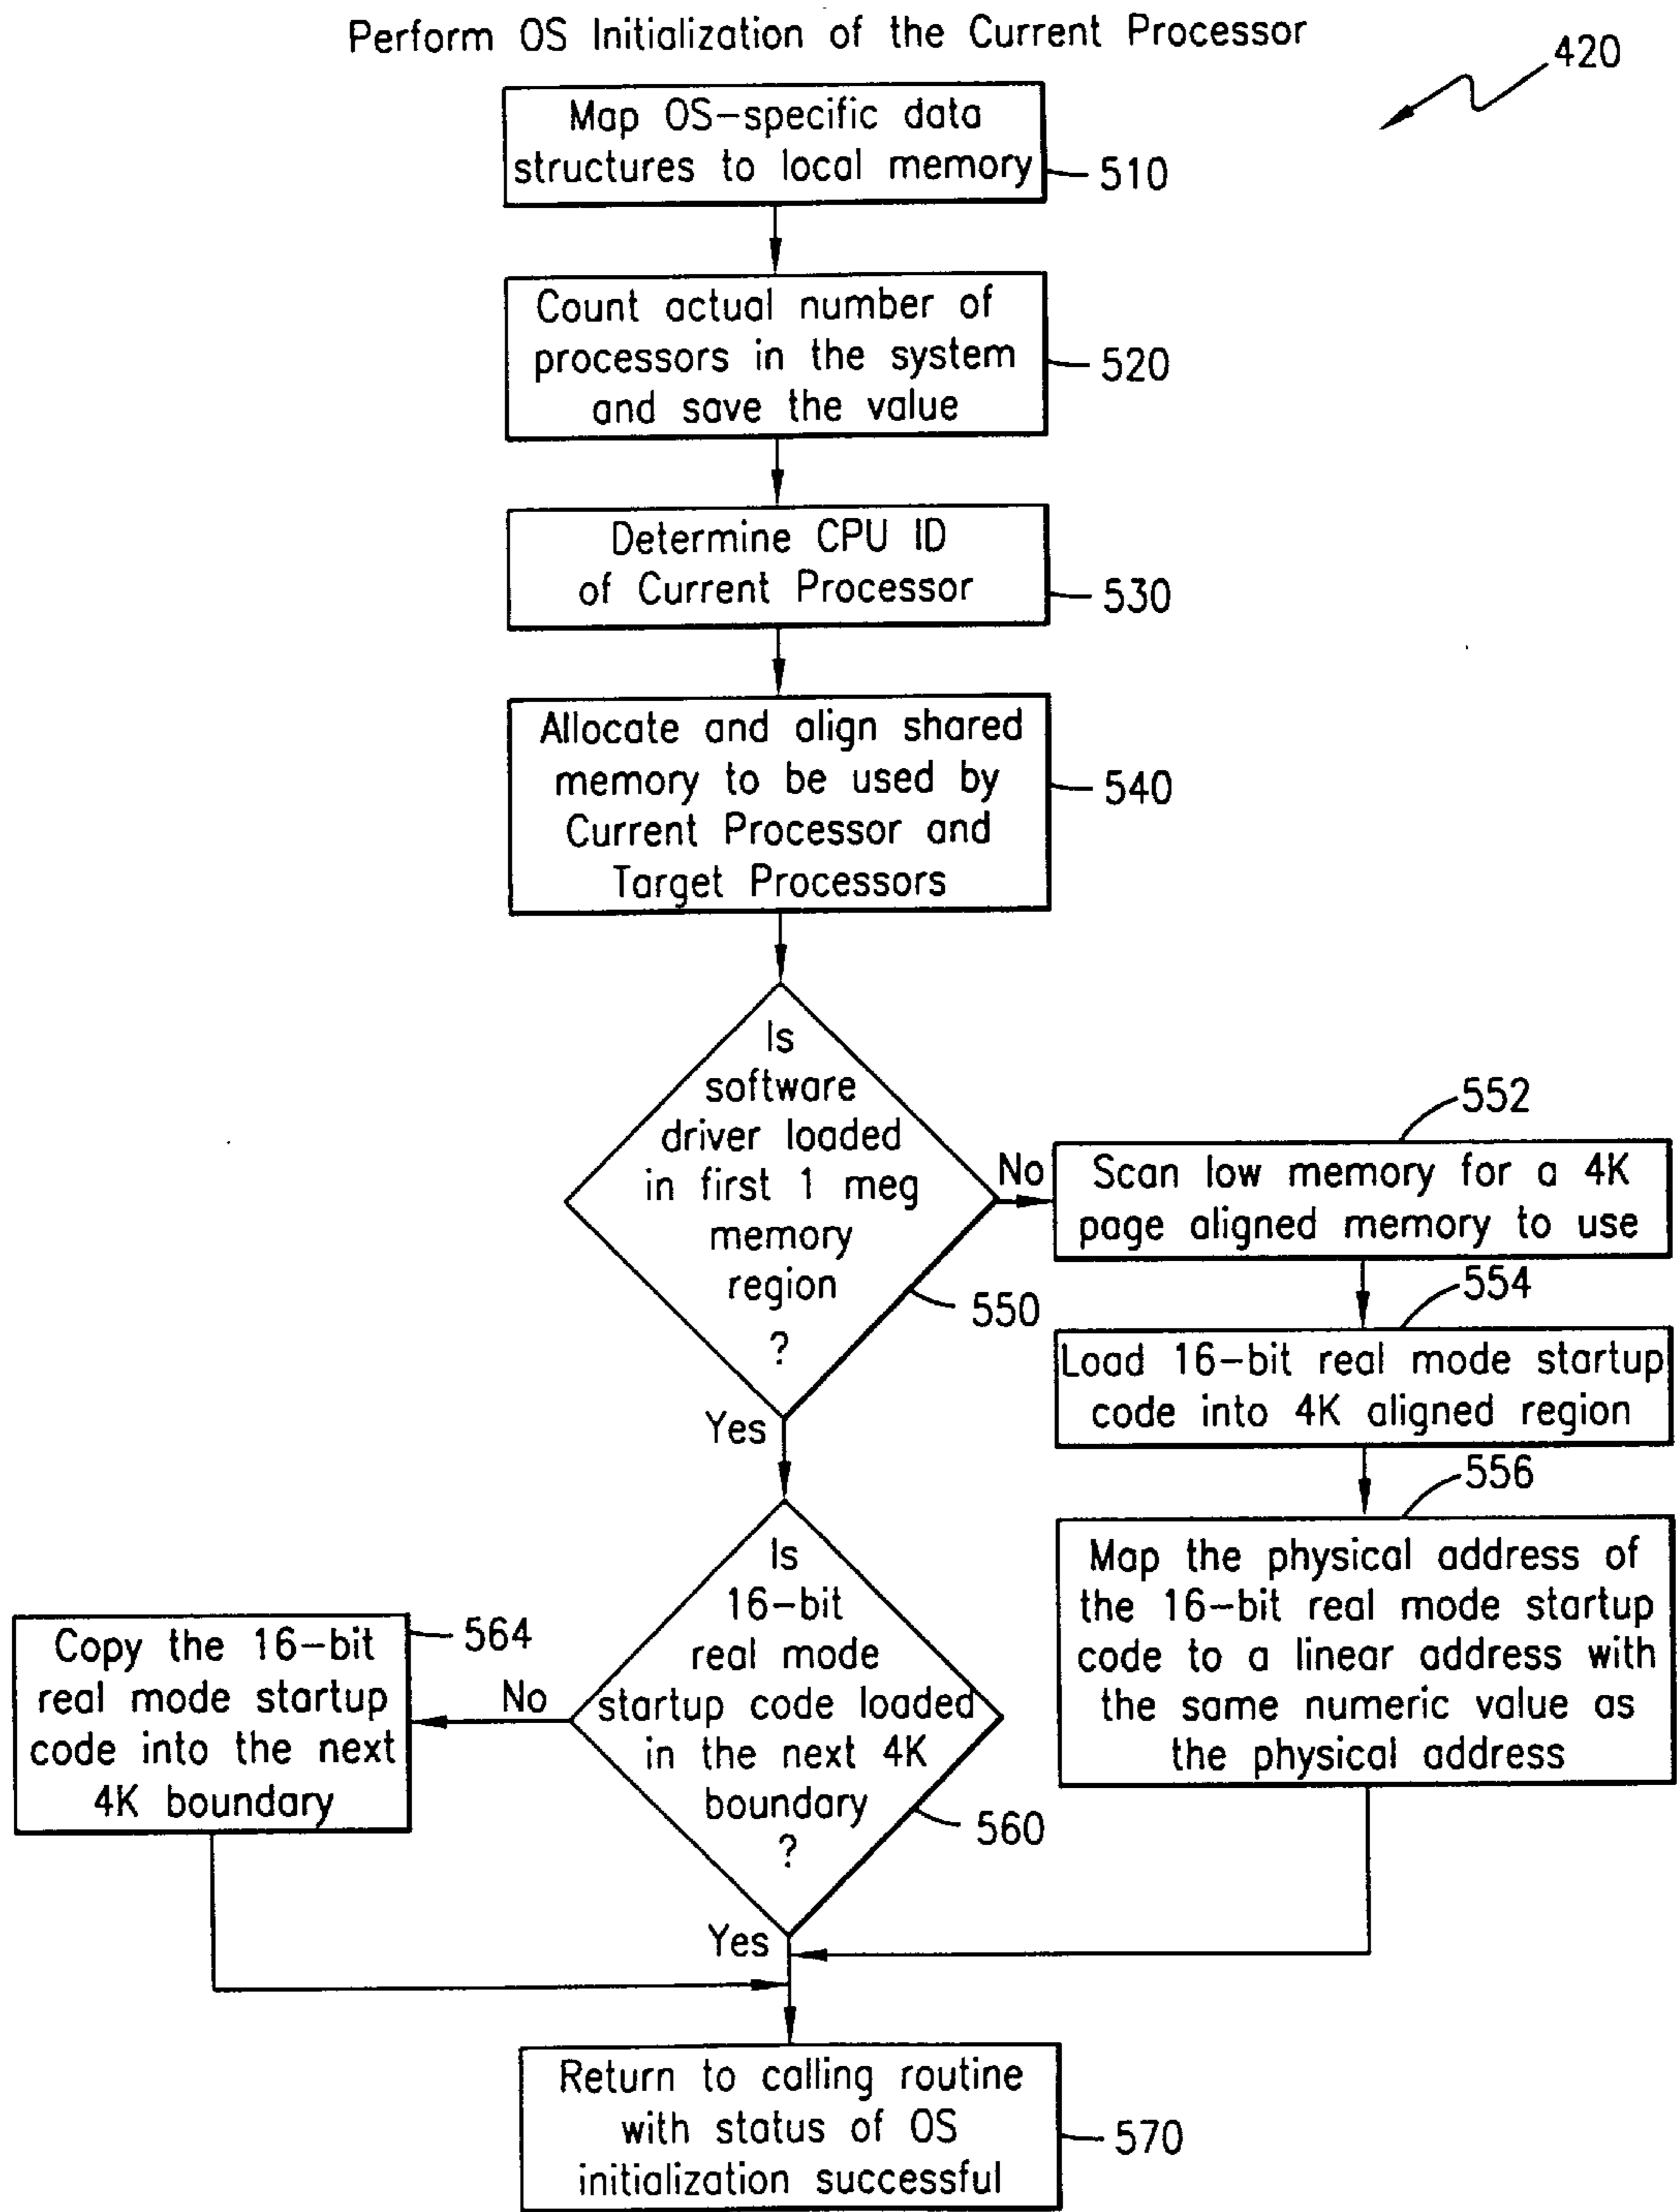 Perform OS Initialization of the Current Processor
420
Map OS-specific data
structures to local memory
510
Count actual number of
processors in the system
and save the value
520
Determine CPU ID
of Current Processor
530
Allocate and align shared
memory to be used by
Current Processor and
Target Processors
540
Is
software
driver loaded
in first 1 meg
memory
region
?
550
No
Yes
552
Scan low memory for a 4K
page aligned memory to use
554
Load 16-bit real mode startup
code into 4K aligned region
556
Map the physical address of
the 16-bit real mode startup
code to a linear address with
the same numeric value as
the physical address
Is
16-bit
real mode
startup code loaded
in the next 4K
boundary
?
560
No
Yes
564
Copy the 16-bit
real mode startup
code into the next
4K boundary
Return to calling routine
with status of OS
initialization successful
570